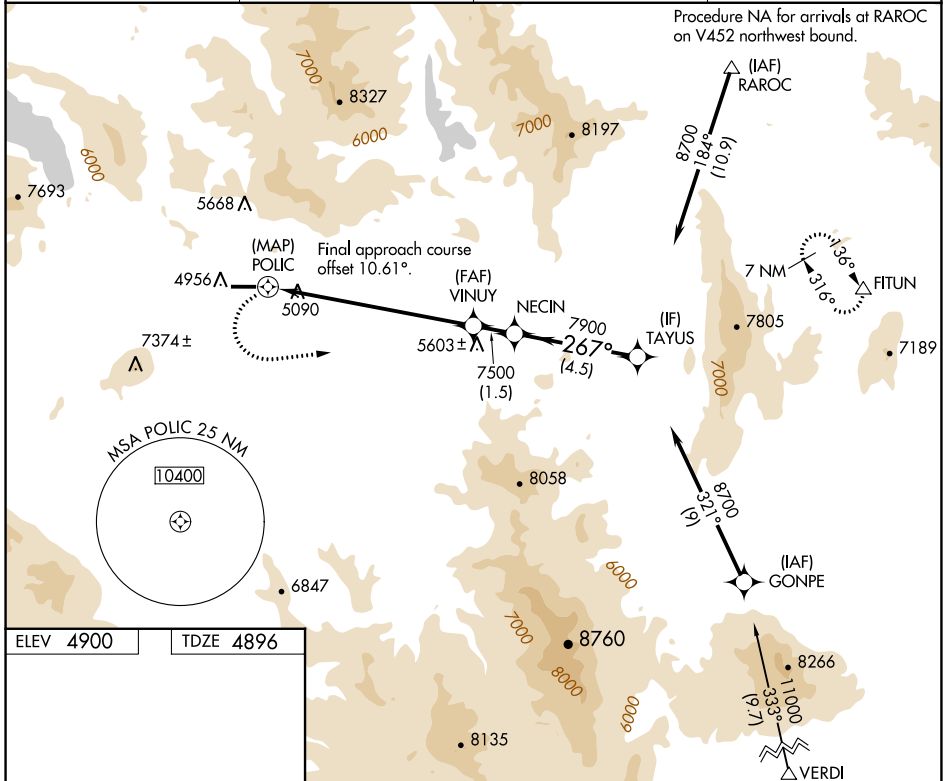 Procedure NA for arrivals at RAROC
on V452 northwest bound.
(IAF)
RAROC
7000
8327
6000
7000
8197
8700
184°
(10.9)
6000
7693
5668
(MAP)
POLIC
Final approach course
offset 10.61°.
4956
5090
(FAF)
VINUY
NECIN
7900
267°
(4.5)
(IF)
TAYUS
5603 ±
7500
(1.5)
7 NM
136°
316°
FITUN
7805
7000
7189
7374 ±
MSA POLIC 25 NM
10400
8058
8700
321°
(9)
(IAF)
GONPE
6000
6847
7000
8760
8000
6000
8266
11000
333°
(9.7)
8135
VERDI
ELEV 4900
TDZE 4896